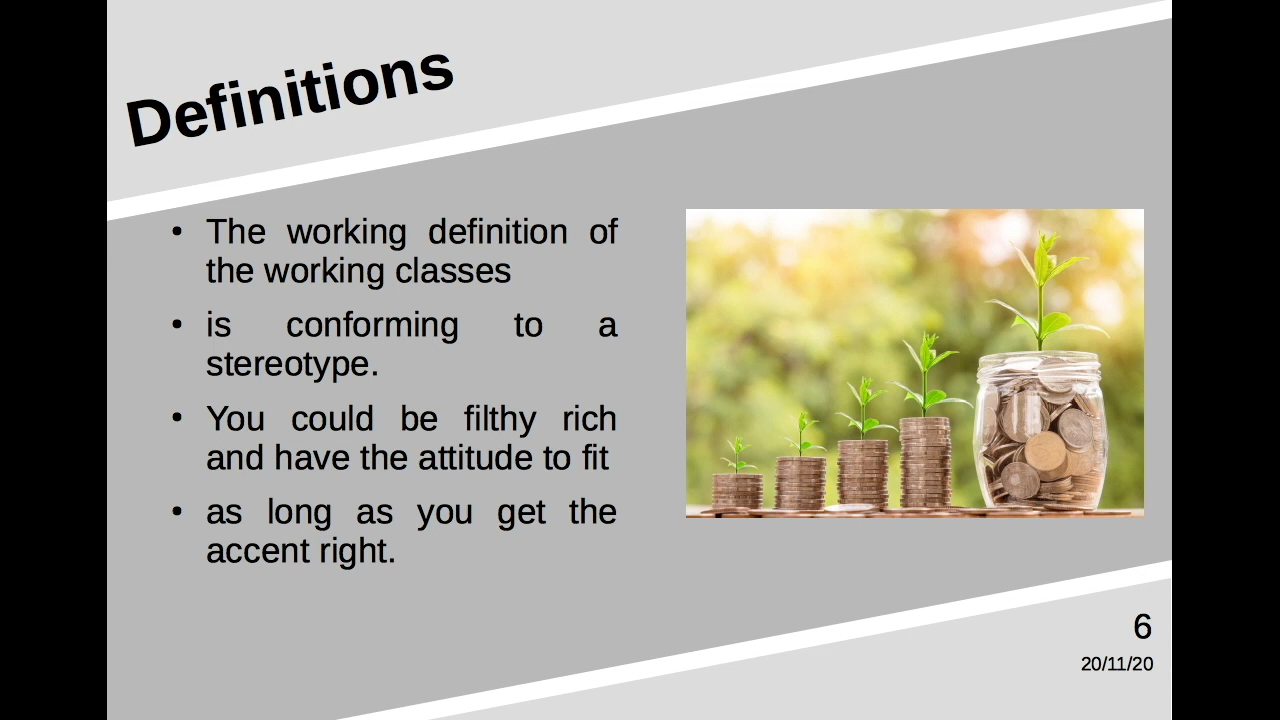 Definitions
• The working definition of
the working classes
• is conforming to a
stereotype.
• You could be filthy rich
and have the attitude to fit
• as long as you get the
accent right.
6
20/11/20